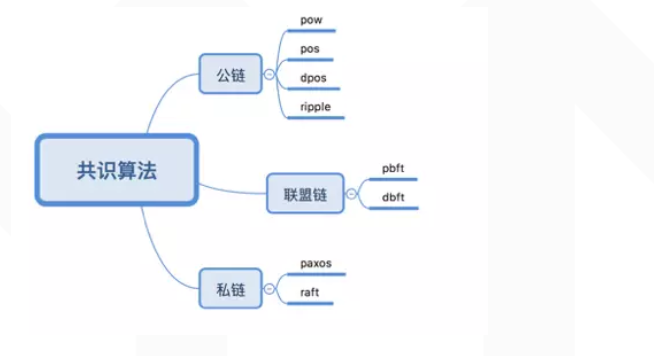 共识算法
公链
pow
pos
dpos
ripple
联盟链
pbft
dbft
私链
paxos
raft